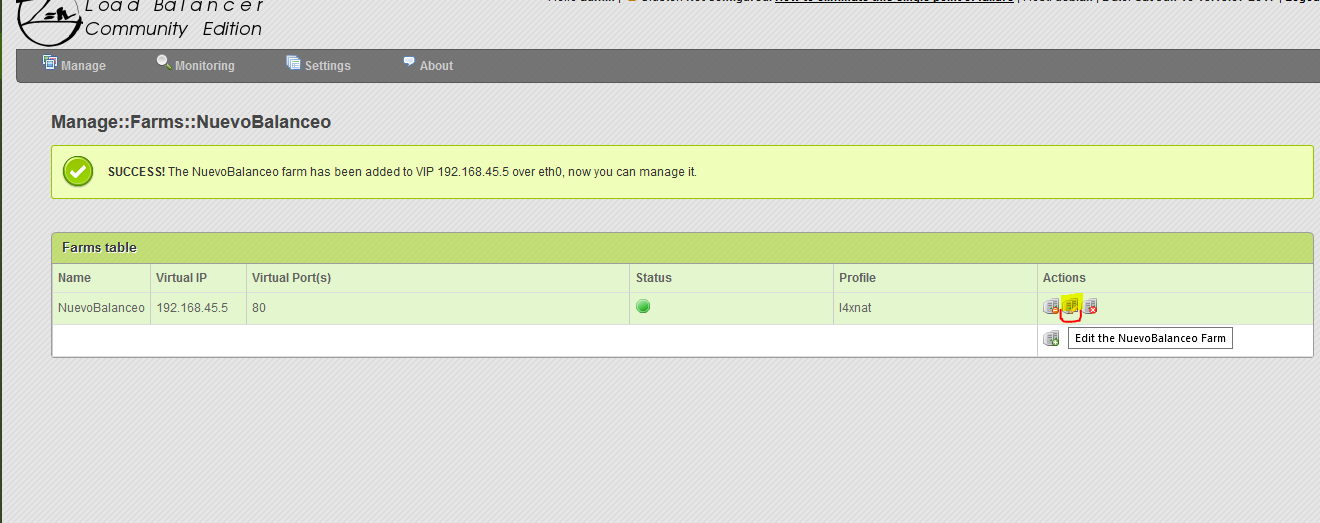 Load Balancer
Community Edition
Manage
Monitoring
Settings
About
Manage::Farms::NuevoBalanceo
SUCCESS! The NuevoBalanceo farm has been added to VIP 192.168.45.5 over eth0, now you can manage it.
Farms table
Name Virtual IP Virtual Port(s) Status Profile Actions
NuevoBalanceo 192.168.45.5 80 l4xnat
Edit the NuevoBalanceo Farm